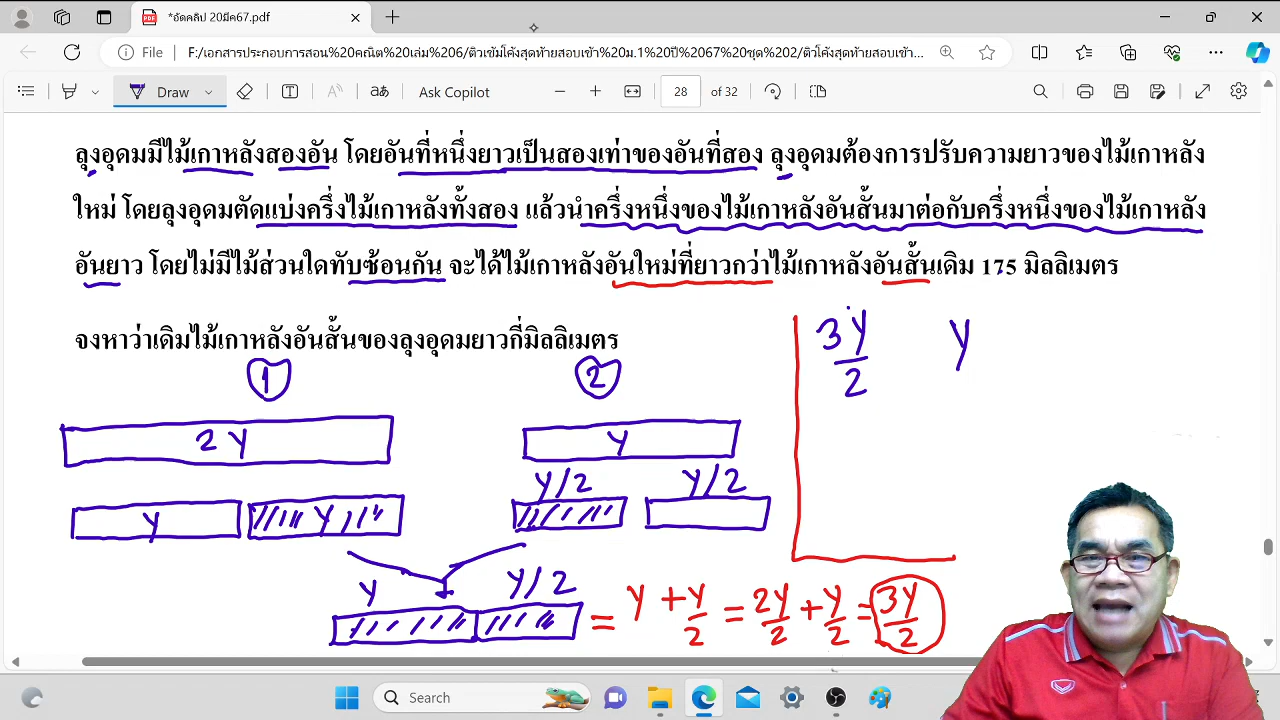 *อัดคลิป 20มีค67.pdf
File F:/เอกสารประกอบการสอน%20คณิต%20เล่ม%206/ติวเข้มโค้งสุดท้ายสอบเข้า%20ม.1%20ปี%2067%20ชุด%202/ติวโค้งสุดท้ายสอบเข้า...
Draw Ask Copilot 28 of 32
ลุงอุดมมีไม้เกาหลังสองอัน โดยอันที่หนึ่งยาวเป็นสองเท่าของอันที่สอง ลุงอุดมต้องการปรับความยาวของไม้เกาหลัง
ใหม่ โดยลุงอุดมตัดแบ่งครึ่งไม้เกาหลังทั้งสอง แล้วนำครึ่งหนึ่งของไม้เกาหลังอันสั้นมาต่อกับครึ่งหนึ่งของไม้เกาหลัง
อันยาว โดยไม่มีไม้ส่วนใดทับซ้อนกัน จะได้ไม้เกาหลังอันใหม่ที่ยาวกว่าไม้เกาหลังอันสั้นเดิม 175 มิลลิเมตร
จงหาว่าเดิมไม้เกาหลังอันสั้นของลุงอุดมยาวกี่มิลลิเมตร
3y/2 y
1 2
2y y
y/2 y/2
y y
y y/2
= y + y/2 = 2y/2 + y/2 = 3y/2
Search